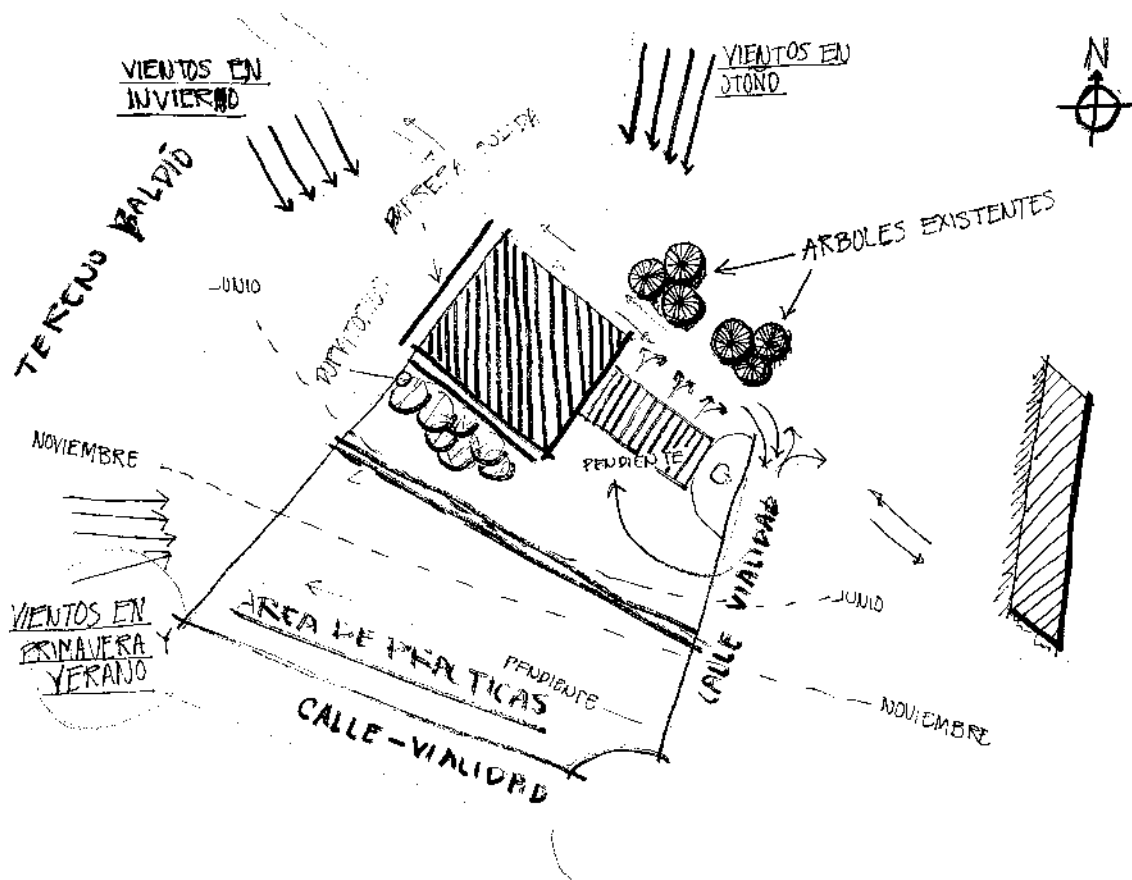 VIENTOS EN
INVIERNO
VIENTOS EN
OTOÑO
N
TERENO BALDÍO
ARBOLES EXISTENTES
JUNIO
NOVIEMBRE
PENDIENTE
VIENTOS EN
PRIMAVERA Y
VERANO
CALLE VIALIDAD
JUNIO
AREA DE PRACTICAS
PENDIENTE
NOVIEMBRE
CALLE-VIALIDAD